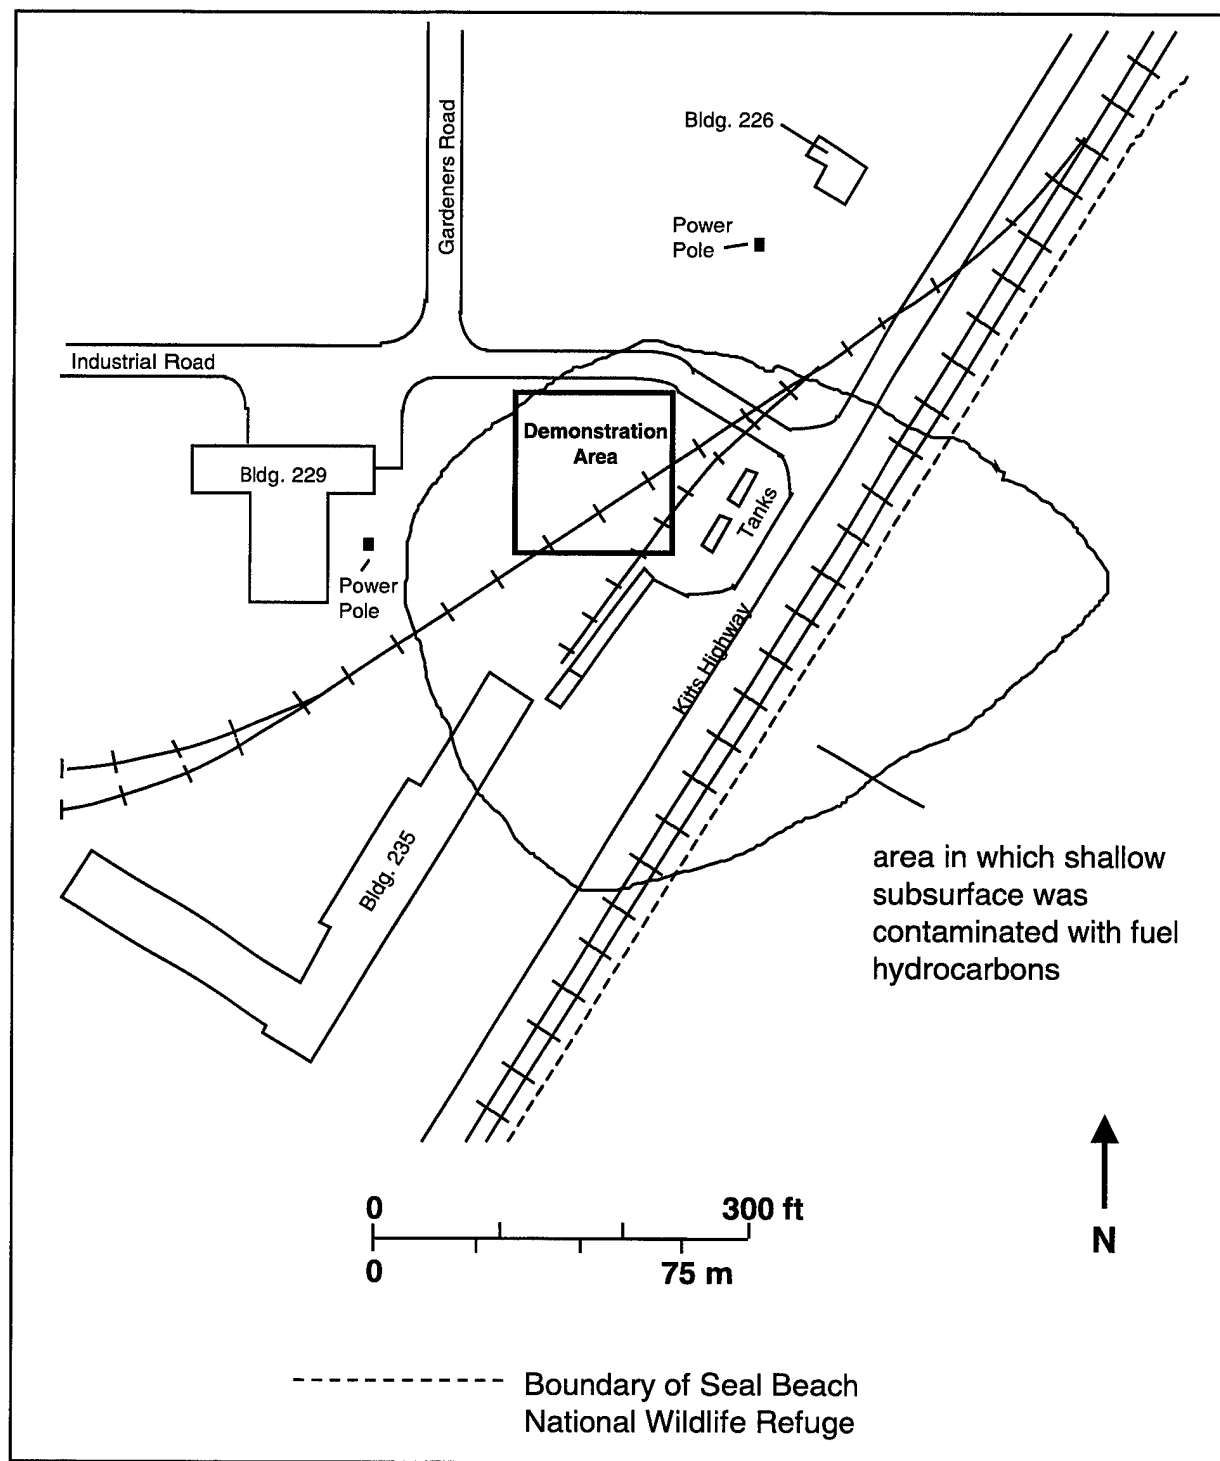 Bldg. 226
Gardeners Road
Power
Pole
Industrial Road
Demonstration
Area
Bldg. 229
Tanks
Power
Pole
Kitts Highway
Bldg. 235
area in which shallow
subsurface was
contaminated with fuel
hydrocarbons
0 300 ft
0 75 m
N
Boundary of Seal Beach
National Wildlife Refuge